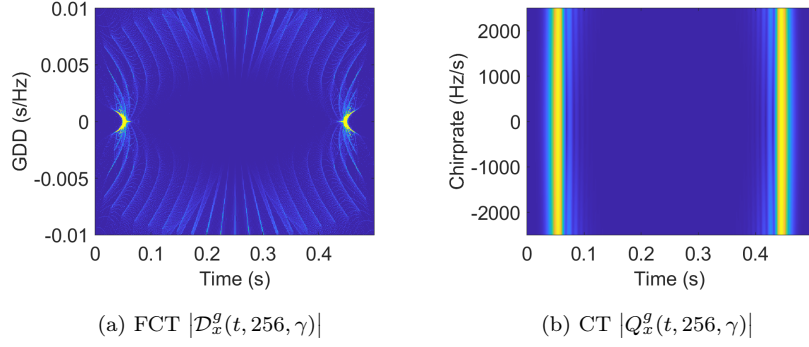 0.01
0.005
0
-0.005
-0.01
GDD (s/Hz)
0 0.1 0.2 0.3 0.4
Time (s)
2000
1000
0
-1000
-2000
Chirprate (Hz/s)
0 0.1 0.2 0.3 0.4
Time (s)
(a) FCT |𝒟ₓᵍ(t, 256, γ)|
(b) CT |Qₓᵍ(t, 256, γ)|